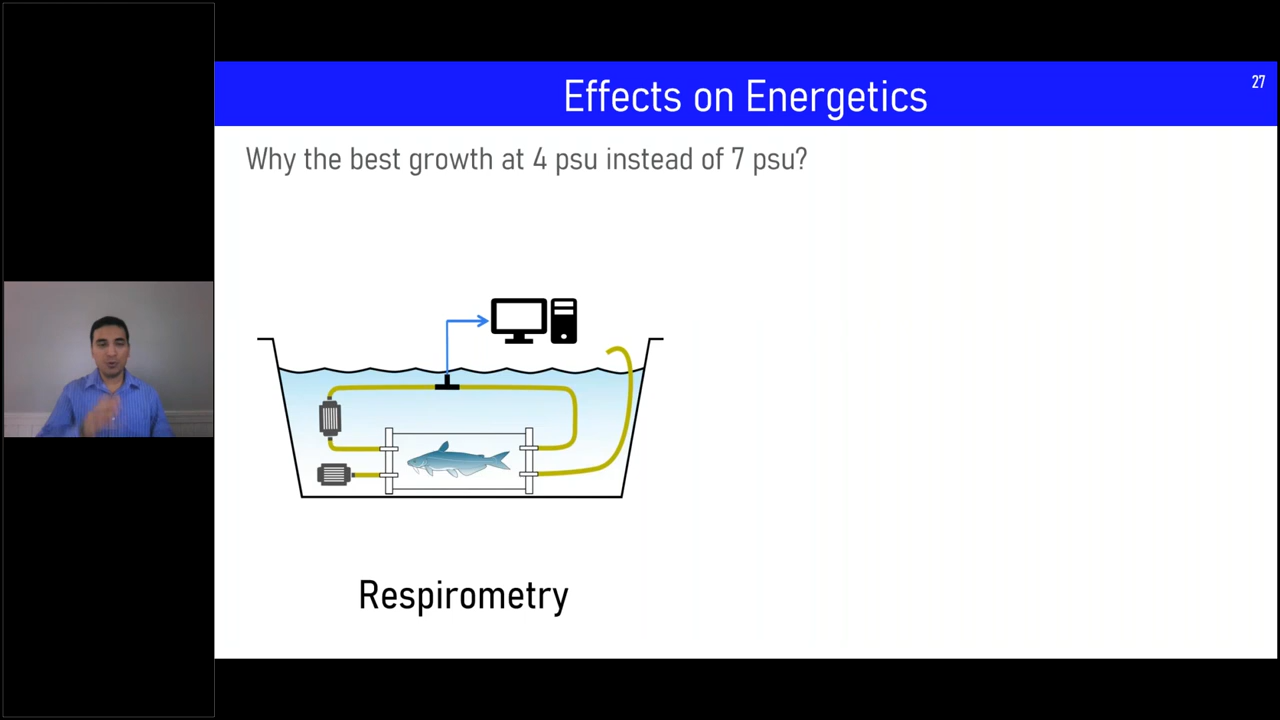 Effects on Energetics
27
Why the best growth at 4 psu instead of 7 psu?
Respirometry